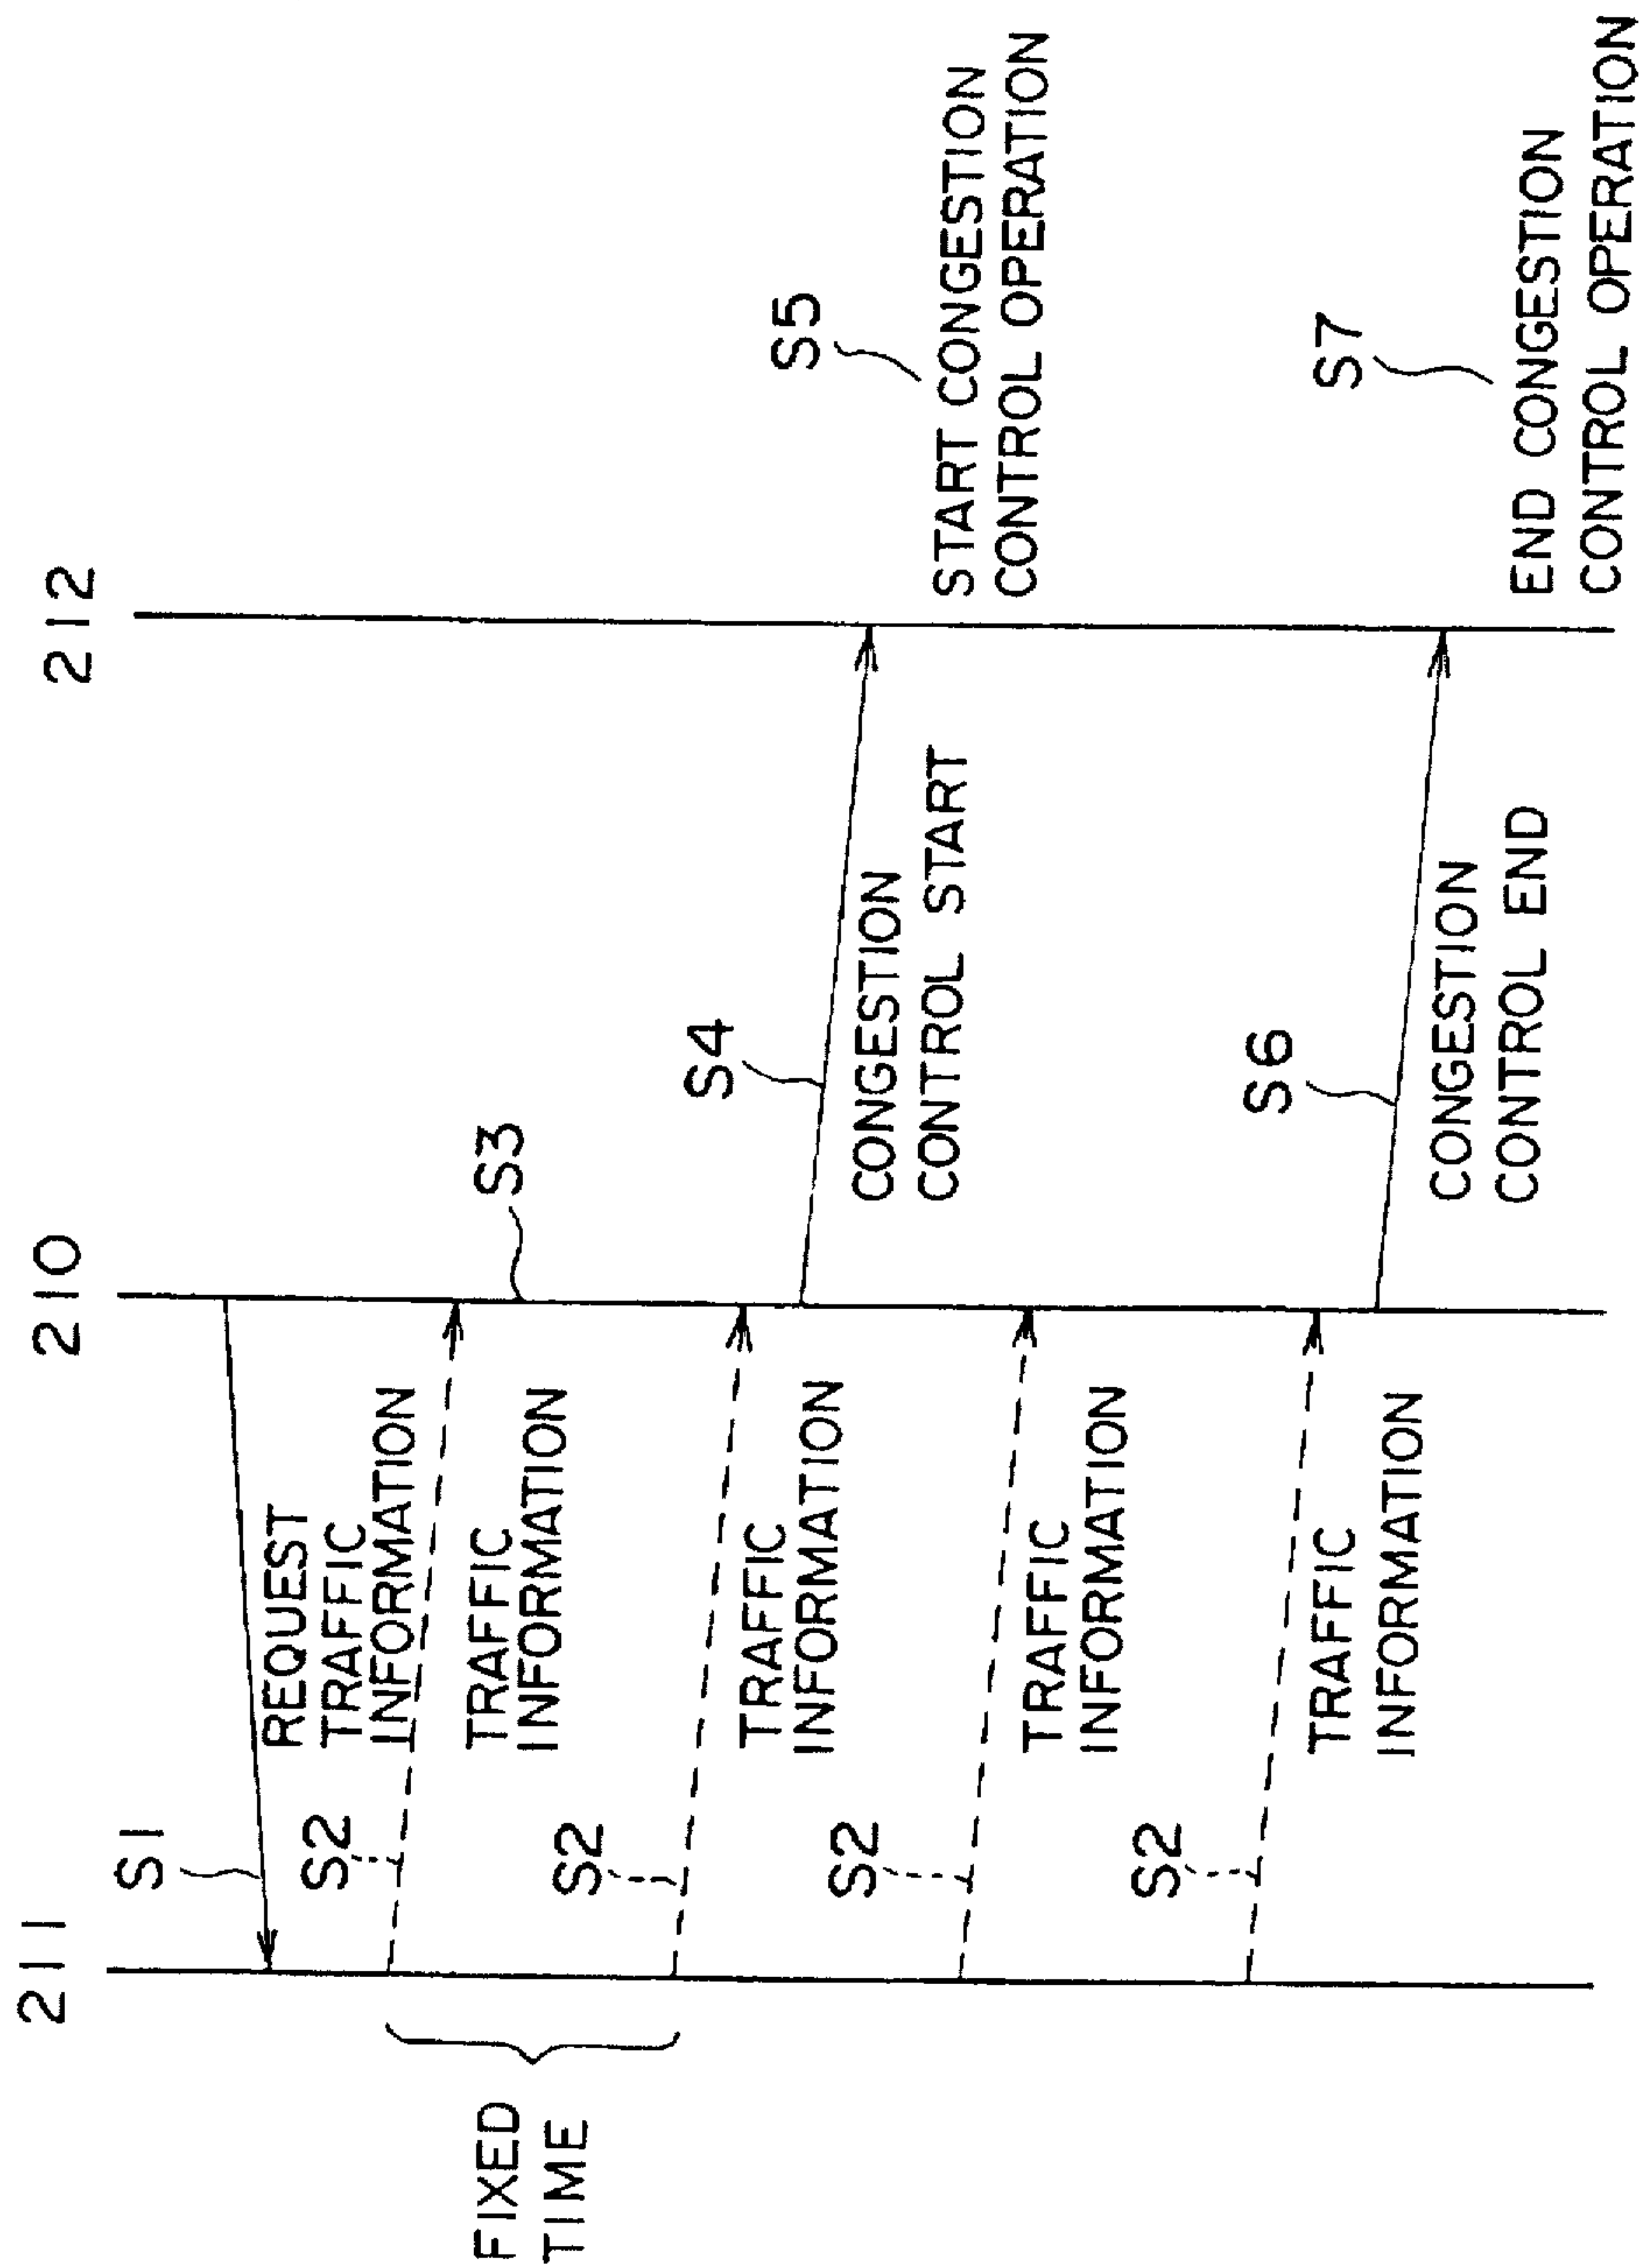 211
210
212
S1
REQUEST
TRAFFIC
INFORMATION
S2
TRAFFIC
INFORMATION
S3
FIXED
TIME
S2
TRAFFIC
INFORMATION
S4
CONGESTION
CONTROL START
S5
START CONGESTION
CONTROL OPERATION
S2
TRAFFIC
INFORMATION
S2
TRAFFIC
INFORMATION
S6
CONGESTION
CONTROL END
S7
END CONGESTION
CONTROL OPERATION